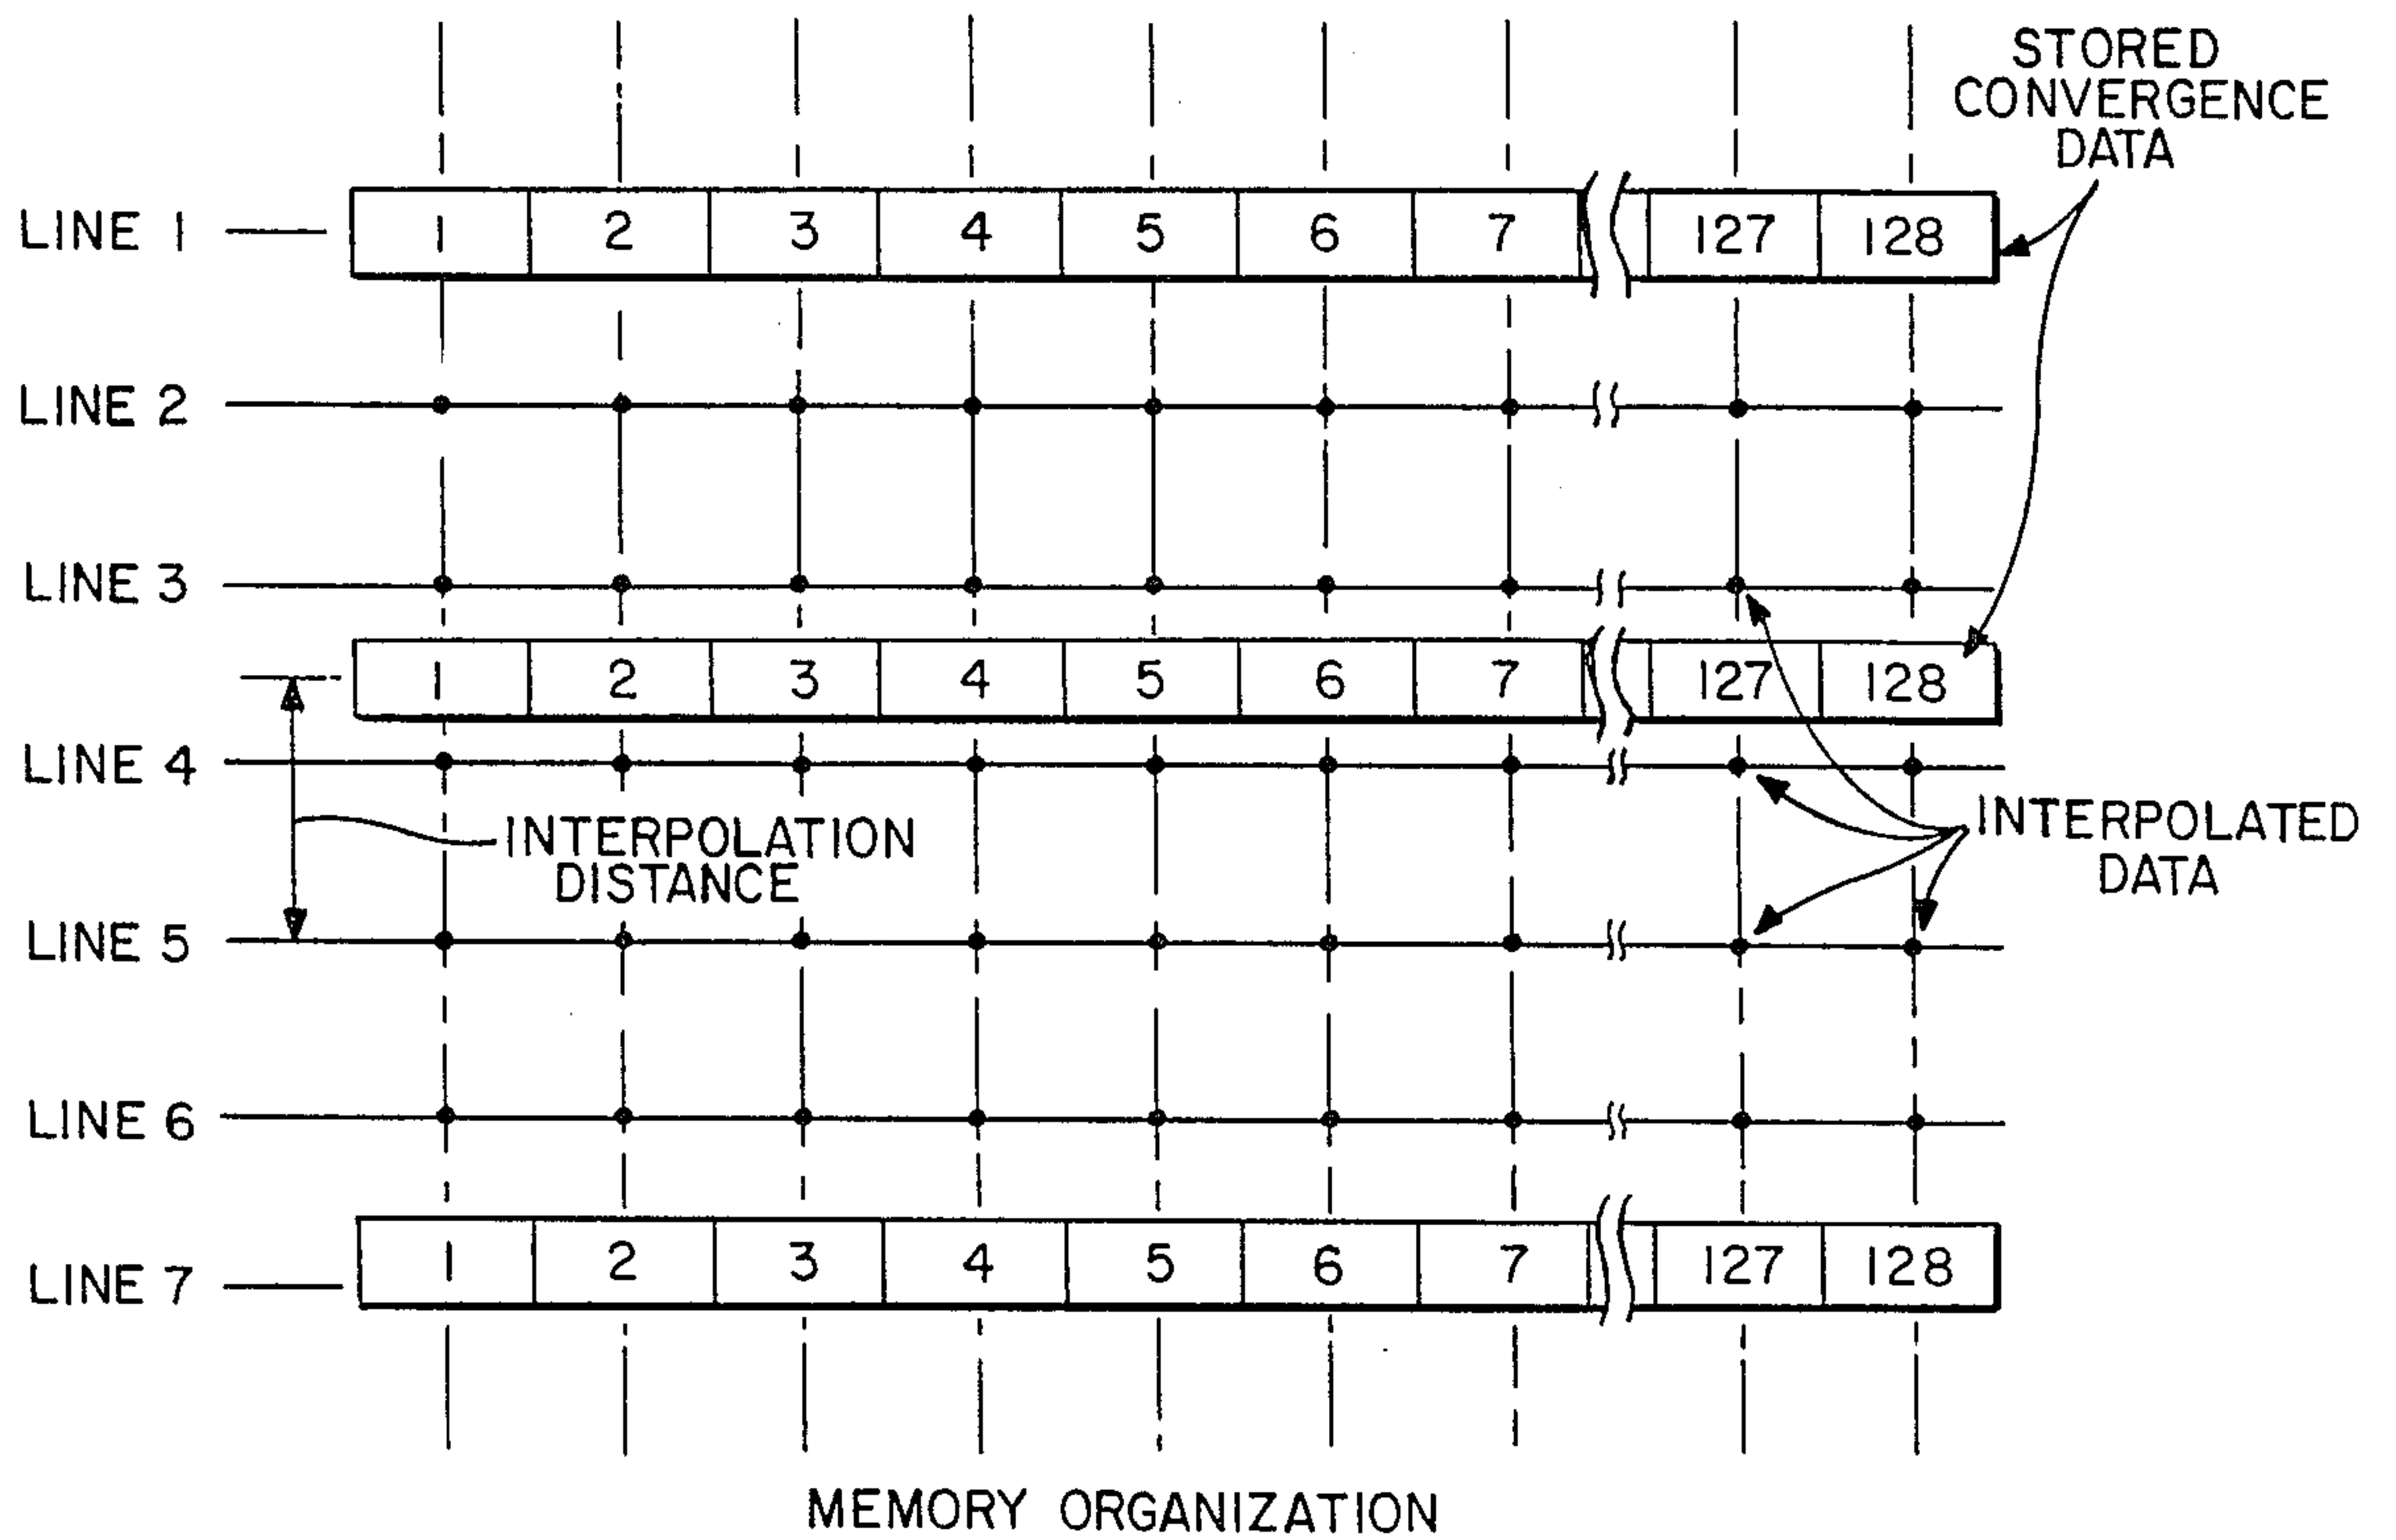 STORED
CONVERGENCE
DATA
LINE 1 1 2 3 4 5 6 7 127 128
LINE 2
LINE 3
1 2 3 4 5 6 7 127 128
LINE 4
INTERPOLATION
DISTANCE
INTERPOLATED
DATA
LINE 5
LINE 6
LINE 7 1 2 3 4 5 6 7 127 128
MEMORY ORGANIZATION